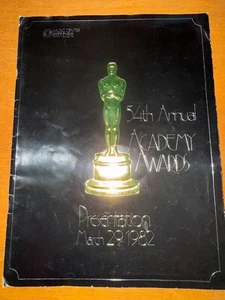 54th Annual
ACADEMY
AWARDS
Presentation
March 29, 1982